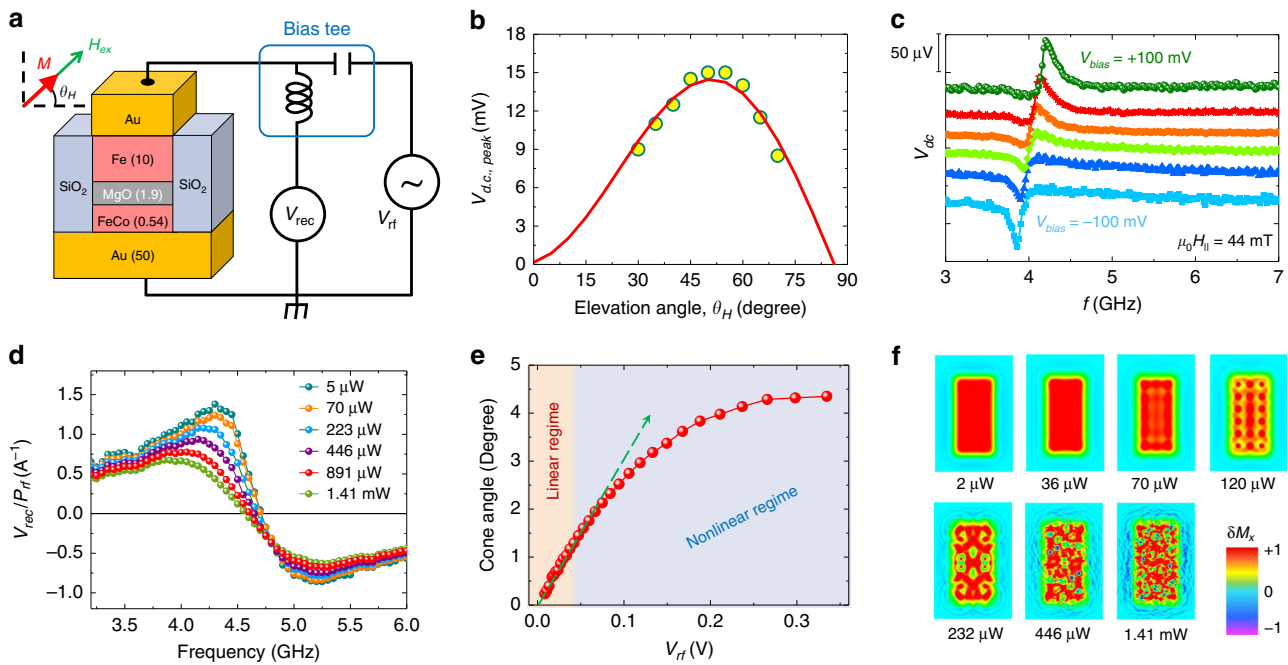 a
Bias tee
H_ex
M
θ_H
Au
Fe (10)
SiO₂
MgO (1.9)
SiO₂
FeCo (0.54)
Au (50)
V_rec
V_rf
~
b
V_d.c., peak (mV)
18
15
12
9
6
3
0
0
15
30
45
60
75
90
Elevation angle, θ_H (degree)
c
50 μV
V_bias = +100 mV
V_dc
V_bias = −100 mV
μ₀H_II = 44 mT
3
4
5
6
7
f (GHz)
d
V_rec/P_rf (A⁻¹)
1.5
1.0
0.5
0.0
−0.5
−1.0
5 μW
70 μW
223 μW
446 μW
891 μW
1.41 mW
3.5
4.0
4.5
5.0
5.5
6.0
Frequency (GHz)
e
Cone angle (Degree)
5
4
3
2
1
0
Linear regime
Nonlinear regime
0.0
0.1
0.2
0.3
V_rf (V)
f
2 μW
36 μW
70 μW
120 μW
232 μW
446 μW
1.41 mW
δM_x
+1
0
−1